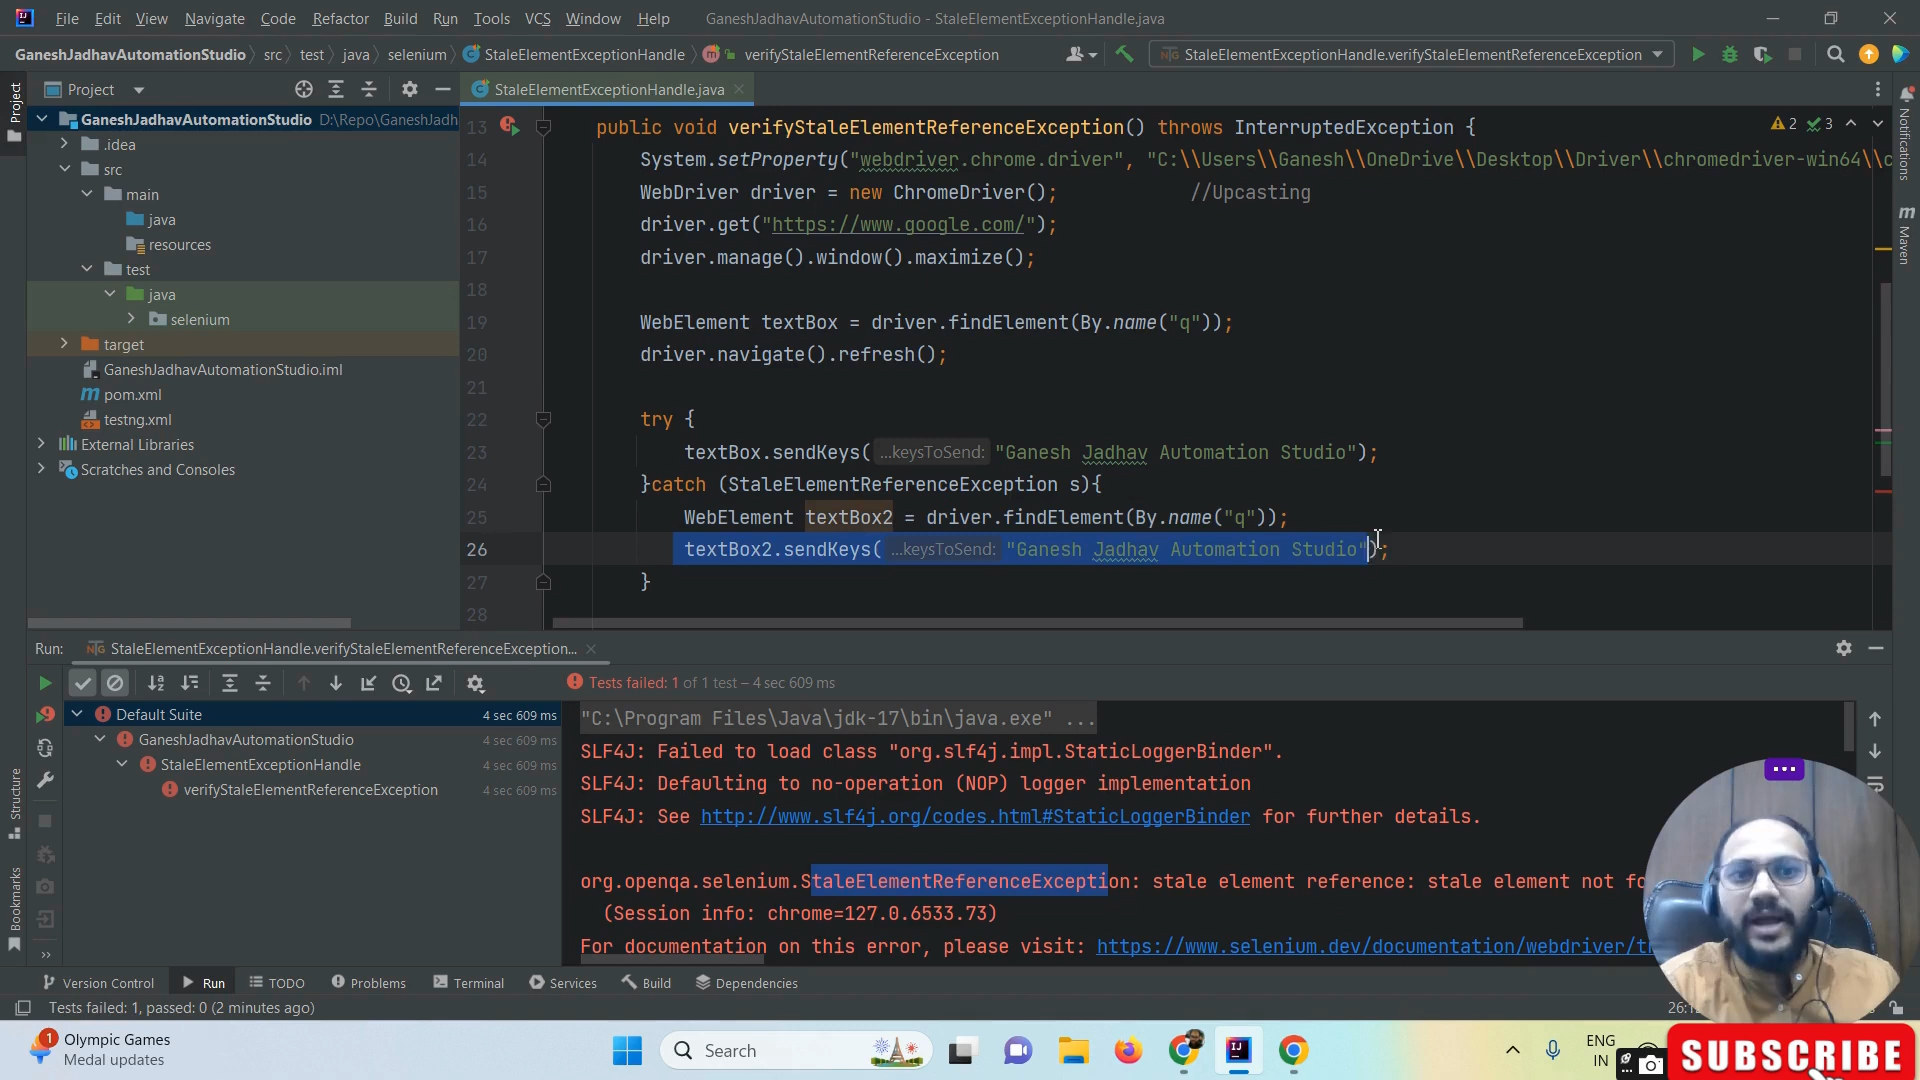 File Edit View Navigate Code Refactor Build Run Tools VCS Window Help GaneshJadhavAutomationStudio - StaleElementExceptionHandle.java
GaneshJadhavAutomationStudio src test java selenium StaleElementExceptionHandle verifyStaleElementReferenceException StaleElementExceptionHandle.verifyStaleElementReferenceException
Project
StaleElementExceptionHandle.java
GaneshJadhavAutomationStudio D:\Repo\GaneshJadh
.idea
src
main
java
resources
test
java
selenium
target
GaneshJadhavAutomationStudio.iml
pom.xml
testng.xml
External Libraries
Scratches and Consoles
Project
Structure
Bookmarks
Notifications
Maven
2 3
13 public void verifyStaleElementReferenceException() throws InterruptedException {
14 System.setProperty("webdriver.chrome.driver", "C:\\Users\\Ganesh\\OneDrive\\Desktop\\Driver\\chromedriver-win64\\c
15 WebDriver driver = new ChromeDriver(); //Upcasting
16 driver.get("https://www.google.com/");
17 driver.manage().window().maximize();
18
19 WebElement textBox = driver.findElement(By.name("q"));
20 driver.navigate().refresh();
21
22 try {
23 textBox.sendKeys( ...keysToSend: "Ganesh Jadhav Automation Studio");
24 }catch (StaleElementReferenceException s){
25 WebElement textBox2 = driver.findElement(By.name("q"));
26 textBox2.sendKeys( ...keysToSend: "Ganesh Jadhav Automation Studio");
27 }
28
Run: StaleElementExceptionHandle.verifyStaleElementReferenceException...
Tests failed: 1 of 1 test – 4 sec 609 ms
Default Suite 4 sec 609 ms
GaneshJadhavAutomationStudio 4 sec 609 ms
StaleElementExceptionHandle 4 sec 609 ms
verifyStaleElementReferenceException 4 sec 609 ms
"C:\Program Files\Java\jdk-17\bin\java.exe" ...
SLF4J: Failed to load class "org.slf4j.impl.StaticLoggerBinder".
SLF4J: Defaulting to no-operation (NOP) logger implementation
SLF4J: See http://www.slf4j.org/codes.html#StaticLoggerBinder for further details.
org.openqa.selenium.StaleElementReferenceException: stale element reference: stale element not fo
(Session info: chrome=127.0.6533.73)
For documentation on this error, please visit: https://www.selenium.dev/documentation/webdriver/t
Version Control Run TODO Problems Terminal Services Build Dependencies
Tests failed: 1, passed: 0 (2 minutes ago)
1 Olympic Games
Medal updates
Search
ENG
IN
SUBSCRIBE